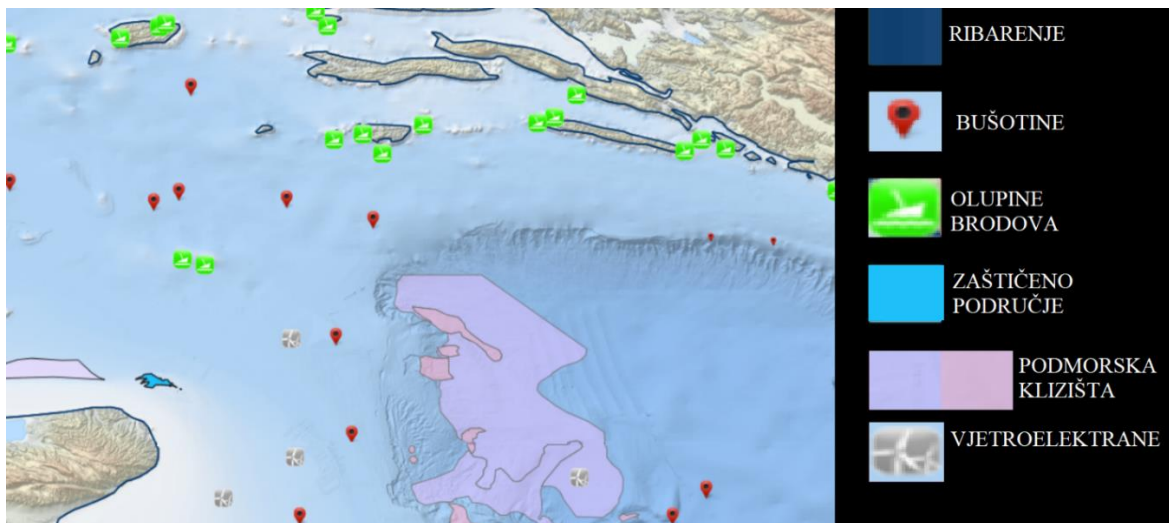 RIBARENJE
BUŠOTINE
OLUPINE
BRODOVA
ZAŠTIČENO
PODRUČJE
PODMORSKA
KLIZIŠTA
VJETROELEKTRANE